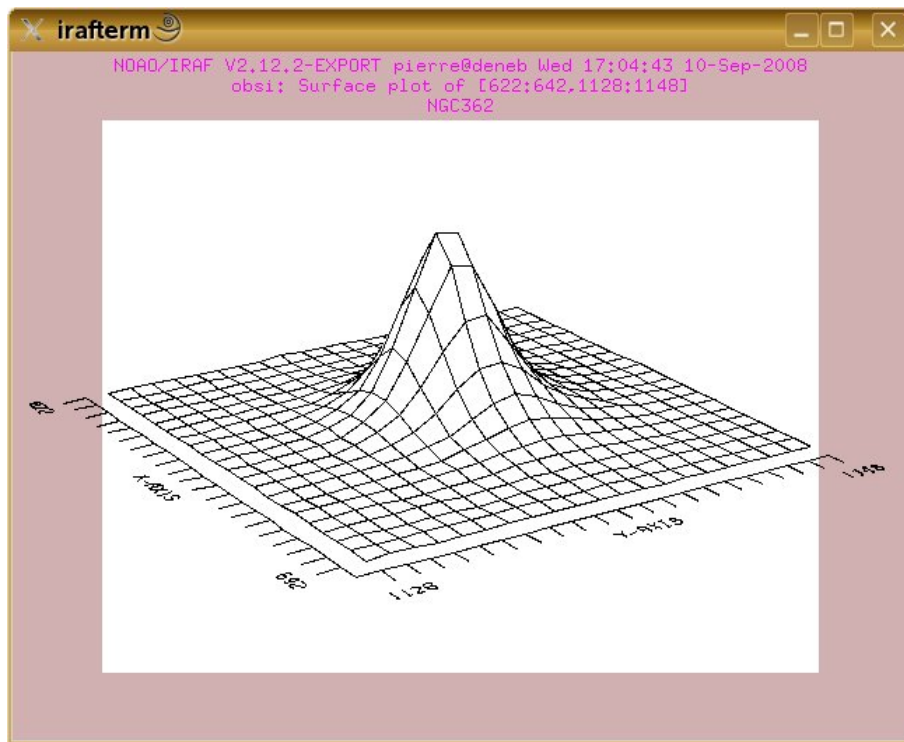 irafterm
NOAO/IRAF V2.12.2-EXPORT pierre@deneb Wed 17:04:43 10-Sep-2008
obsi: Surface plot of [622:642,1128:1148]
NGC362
622
X-AXIS
1148
Y-AXIS
1128